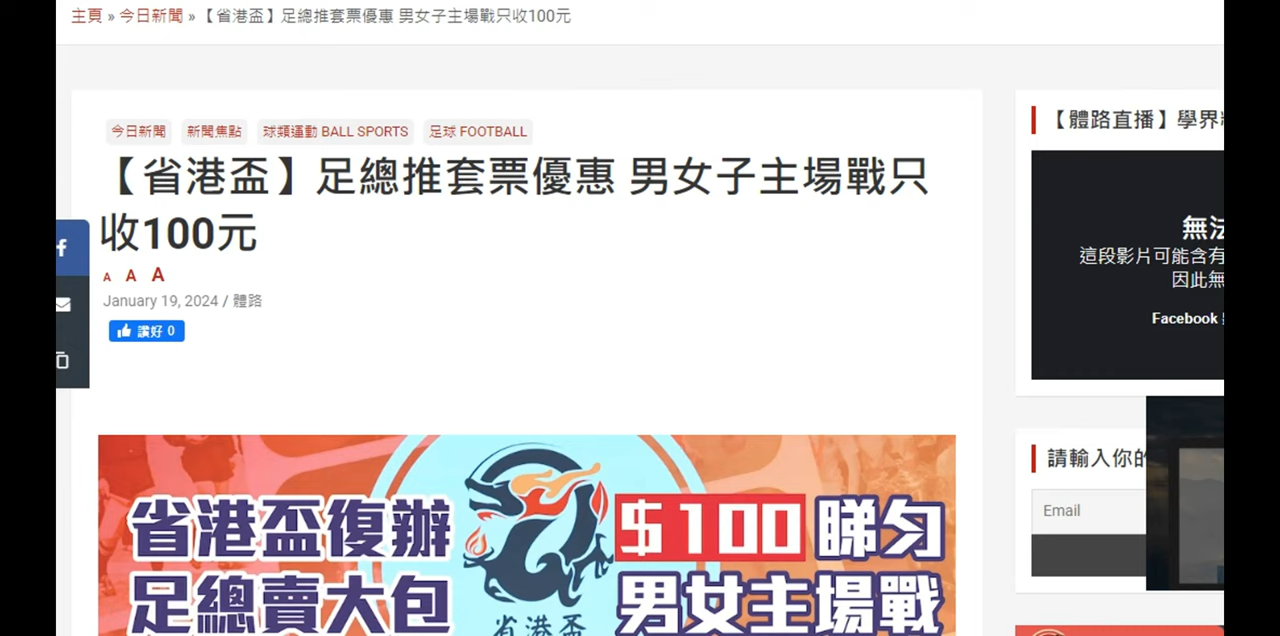 主頁 » 今日新聞 » 【省港盃】足總推套票優惠 男女子主場戰只收100元
今日新聞 新聞焦點 球類運動 BALL SPORTS 足球 FOOTBALL
【省港盃】足總推套票優惠 男女子主場戰只
收100元
A A A
January 19, 2024 / 體路
讚好 0
省港盃復辦
足總賣大包
省港盃
$100 睇勻
男女主場戰
【體路直播】學界
無法
這段影片可能含有
因此無
Facebook
請輸入你的
Email